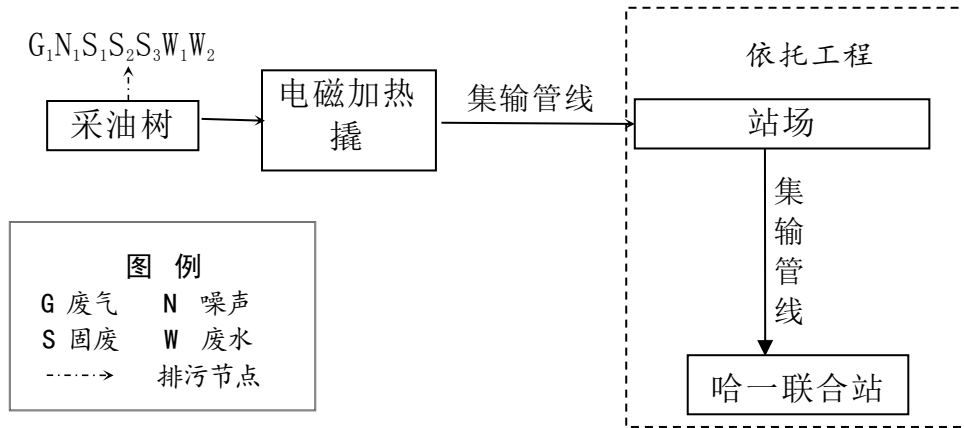 G₁N₁S₁S₂S₃W₁W₂
采油树
电磁加热
撬
集输管线
依托工程
站场
集
输
管
线
哈一联合站
图 例
G 废气 N 噪声
S 固废 W 废水
排污节点